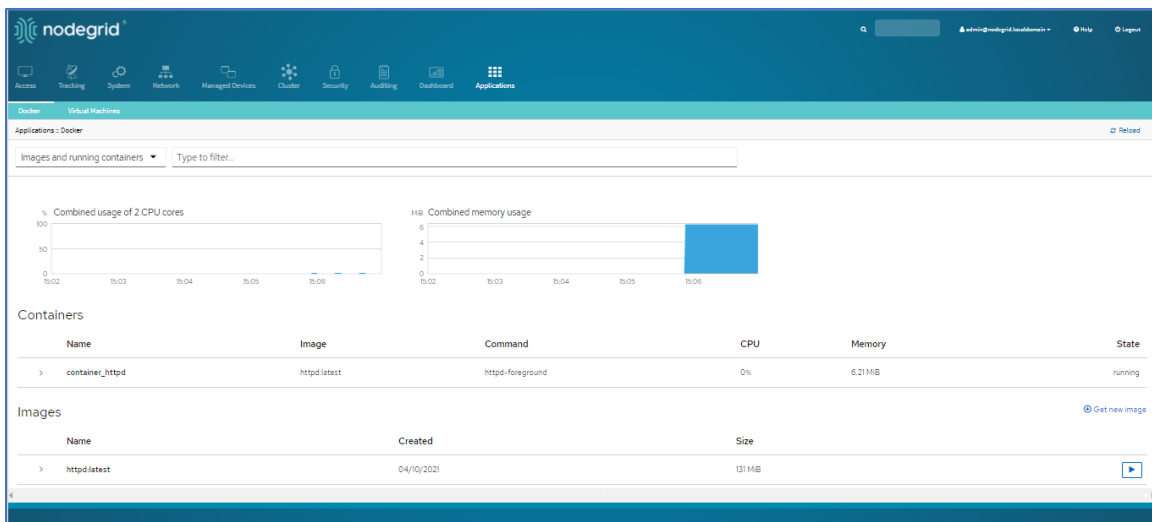 nodegrid
admin@nodegrid.localdomain Help Logout
Access Tracking System Network Managed Devices Cluster Security Auditing Dashboard Applications
Docker Virtual Machines
Applications :: Docker Reload
Images and running containers Type to filter...
% Combined usage of 2 CPU cores
100
50
0
15:02 15:03 15:04 15:05 15:06
MiB Combined memory usage
6
4
2
0
15:02 15:03 15:04 15:05 15:06
Containers
Name Image Command CPU Memory State
container_httpd httpd:latest httpd-foreground 0% 6.21 MiB running
Images Get new image
Name Created Size
httpd:latest 04/10/2021 131 MiB